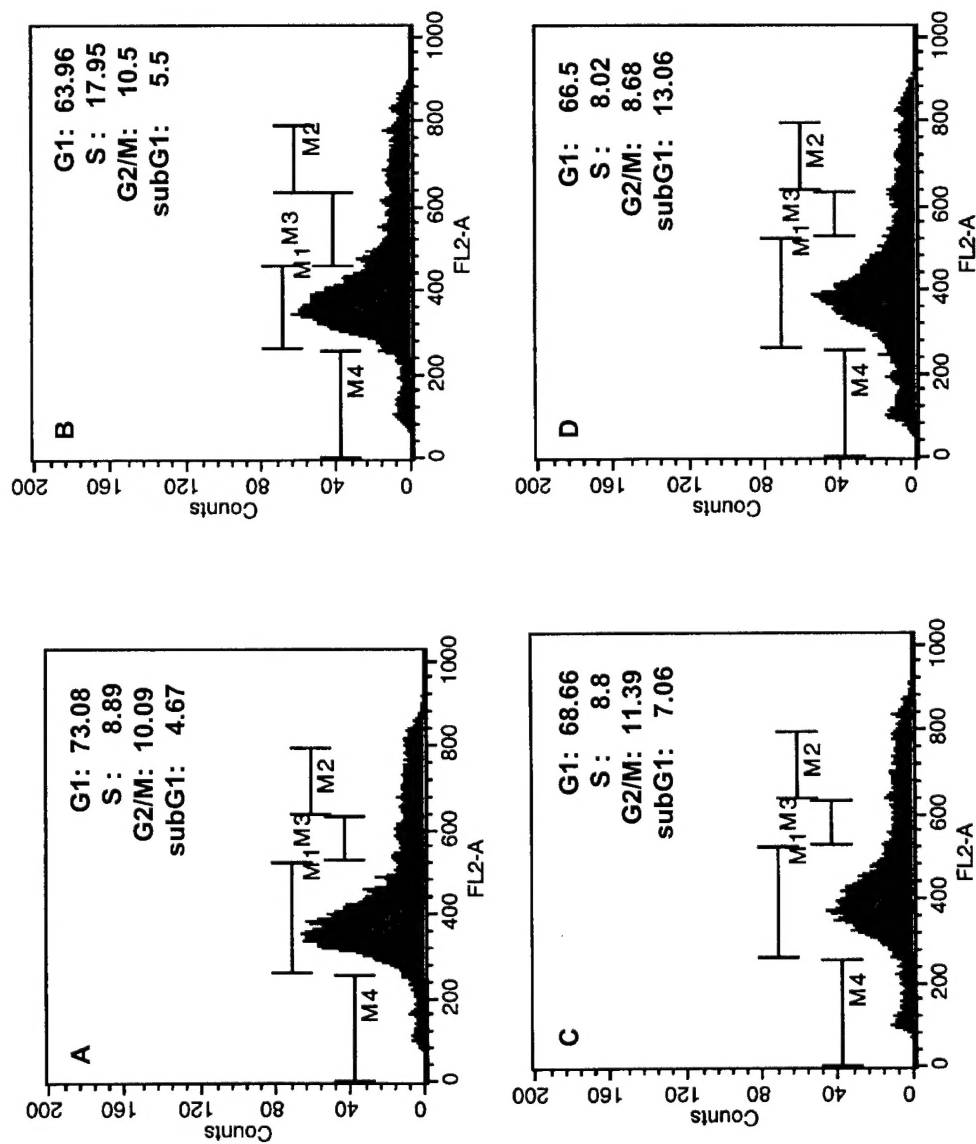 A
G1: 73.08
S : 8.89
G2/M: 10.09
subG1: 4.67
M1
M3
M2
M4
Counts
200
160
120
80
40
0
0
200
400
600
800
1000
FL2-A
B
G1: 63.96
S : 17.95
G2/M: 10.5
subG1: 5.5
M1
M3
M2
M4
Counts
200
160
120
80
40
0
0
200
400
600
800
1000
FL2-A
C
G1: 68.66
S : 8.8
G2/M: 11.39
subG1: 7.06
M1
M3
M2
M4
Counts
200
160
120
80
40
0
0
200
400
600
800
1000
FL2-A
D
G1: 66.5
S : 8.02
G2/M: 8.68
subG1: 13.06
M1
M3
M2
M4
Counts
200
160
120
80
40
0
0
200
400
600
800
1000
FL2-A